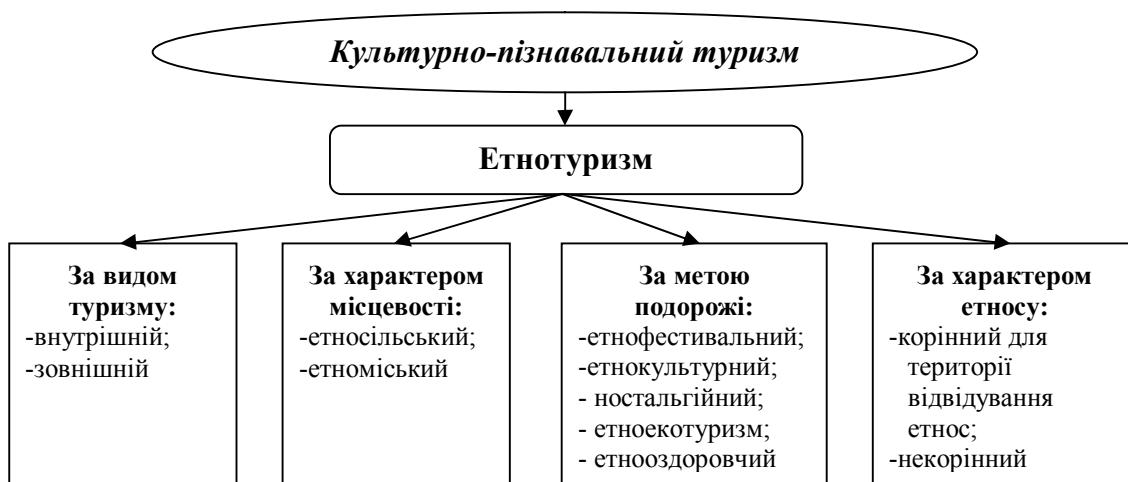 Культурно-пізнавальний туризм
Етнотуризм
За видом
туризму:
-внутрішній;
-зовнішній
За характером
місцевості:
-етносільський;
-етноміський
За метою
подорожі:
-етнофестивальний;
-етнокультурний;
- ностальгійний;
- етноекотуризм;
- етнооздоровчий
За характером
етносу:
-корінний для
території
відвідування
етнос;
-некорінний